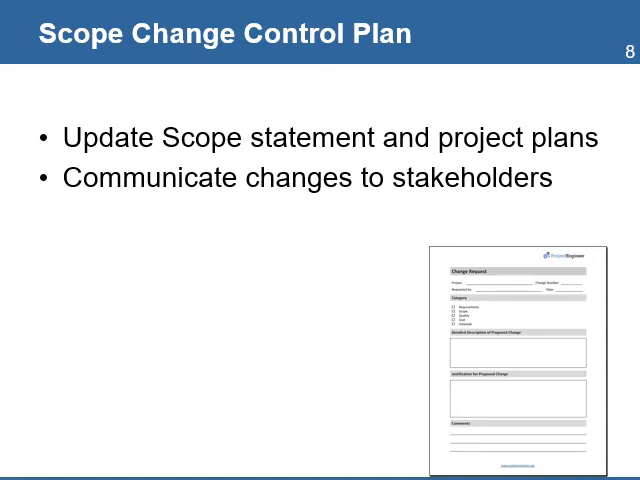 Scope Change Control Plan
8
• Update Scope statement and project plans
• Communicate changes to stakeholders
ProjectEngineer
Change Request
Project: Change Number:
Requested by: Date:
Category
Requirements
Scope
Quality
Cost
Schedule
Detailed Description of Proposed Change
Justification for Proposed Change
Comments